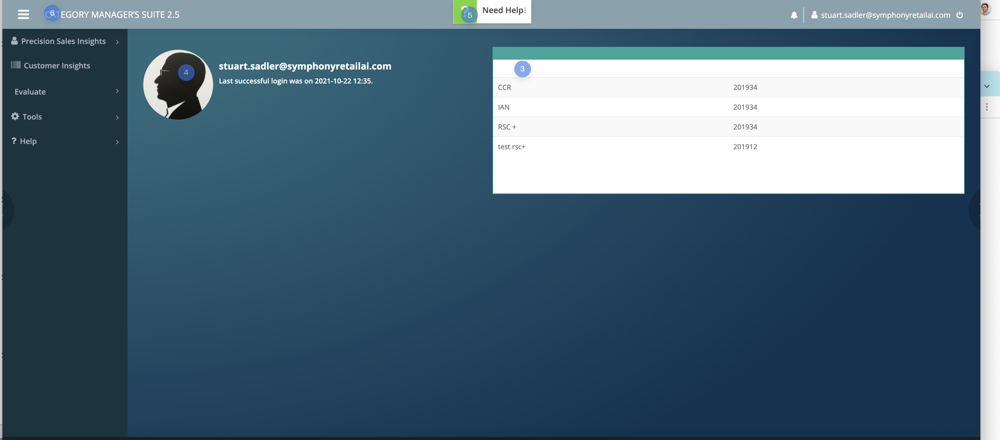 6
CATEGORY MANAGER'S SUITE 2.5
?
5
Need Help
stuart.sadler@symphonyretailai.com
Precision Sales Insights
Customer Insights
Evaluate
Tools
? Help
4
stuart.sadler@symphonyretailai.com
Last successful login was on 2021-10-22 12:35.
3
CCR 201934
IAN 201934
RSC + 201934
test rsc+ 201912